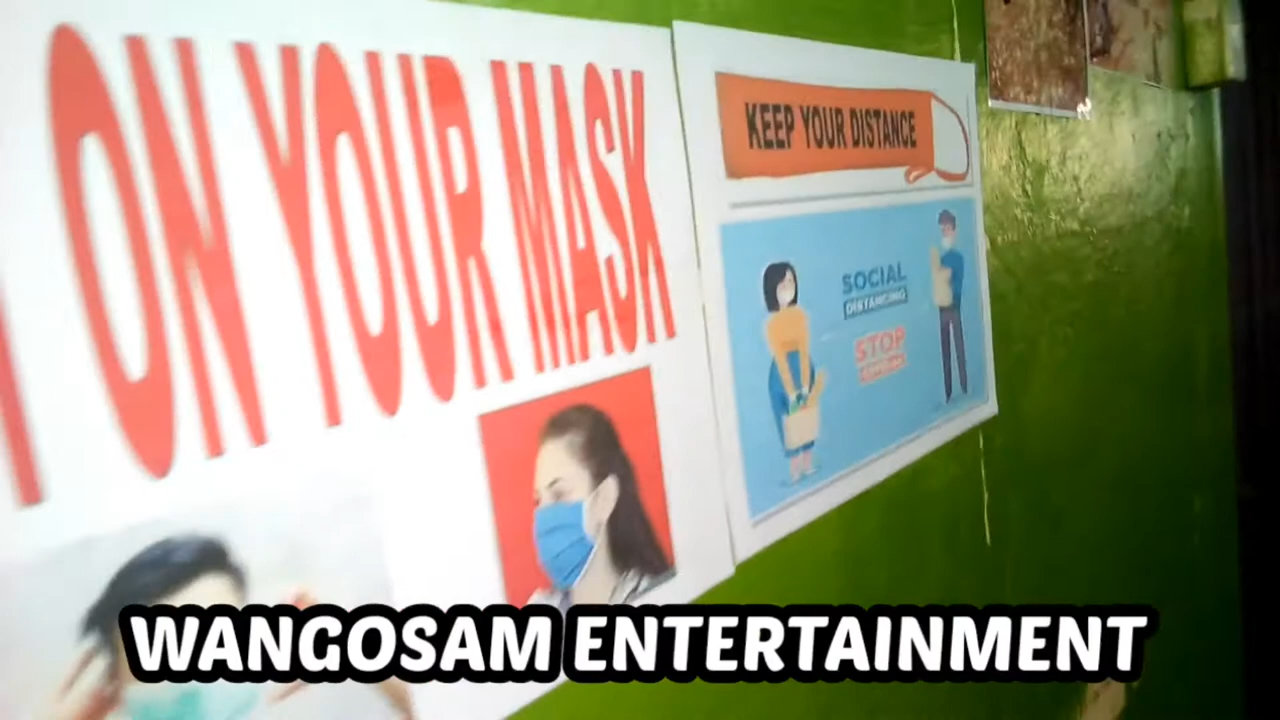 ON YOUR MASK
KEEP YOUR DISTANCE
SOCIAL
DISTANCING
STOP
WANGOSAM ENTERTAINMENT